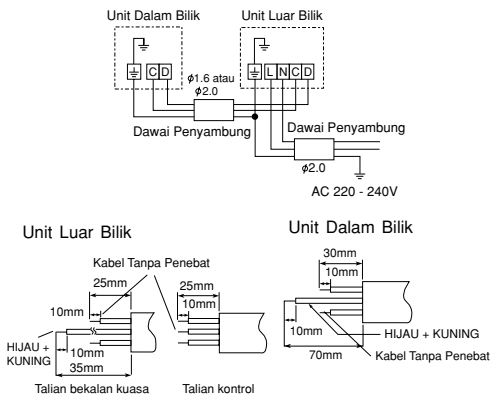 Unit Dalam Bilik
Unit Luar Bilik
C D
L N C D
ϕ1.6 atau
ϕ2.0
Dawai Penyambung
Dawai Penyambung
ϕ2.0
AC 220 - 240V
Unit Luar Bilik
Kabel Tanpa Penebat
25mm
10mm
HIJAU +
KUNING
10mm
35mm
Talian bekalan kuasa
25mm
10mm
Talian kontrol
Unit Dalam Bilik
30mm
10mm
10mm
HIJAU + KUNING
Kabel Tanpa Penebat
70mm